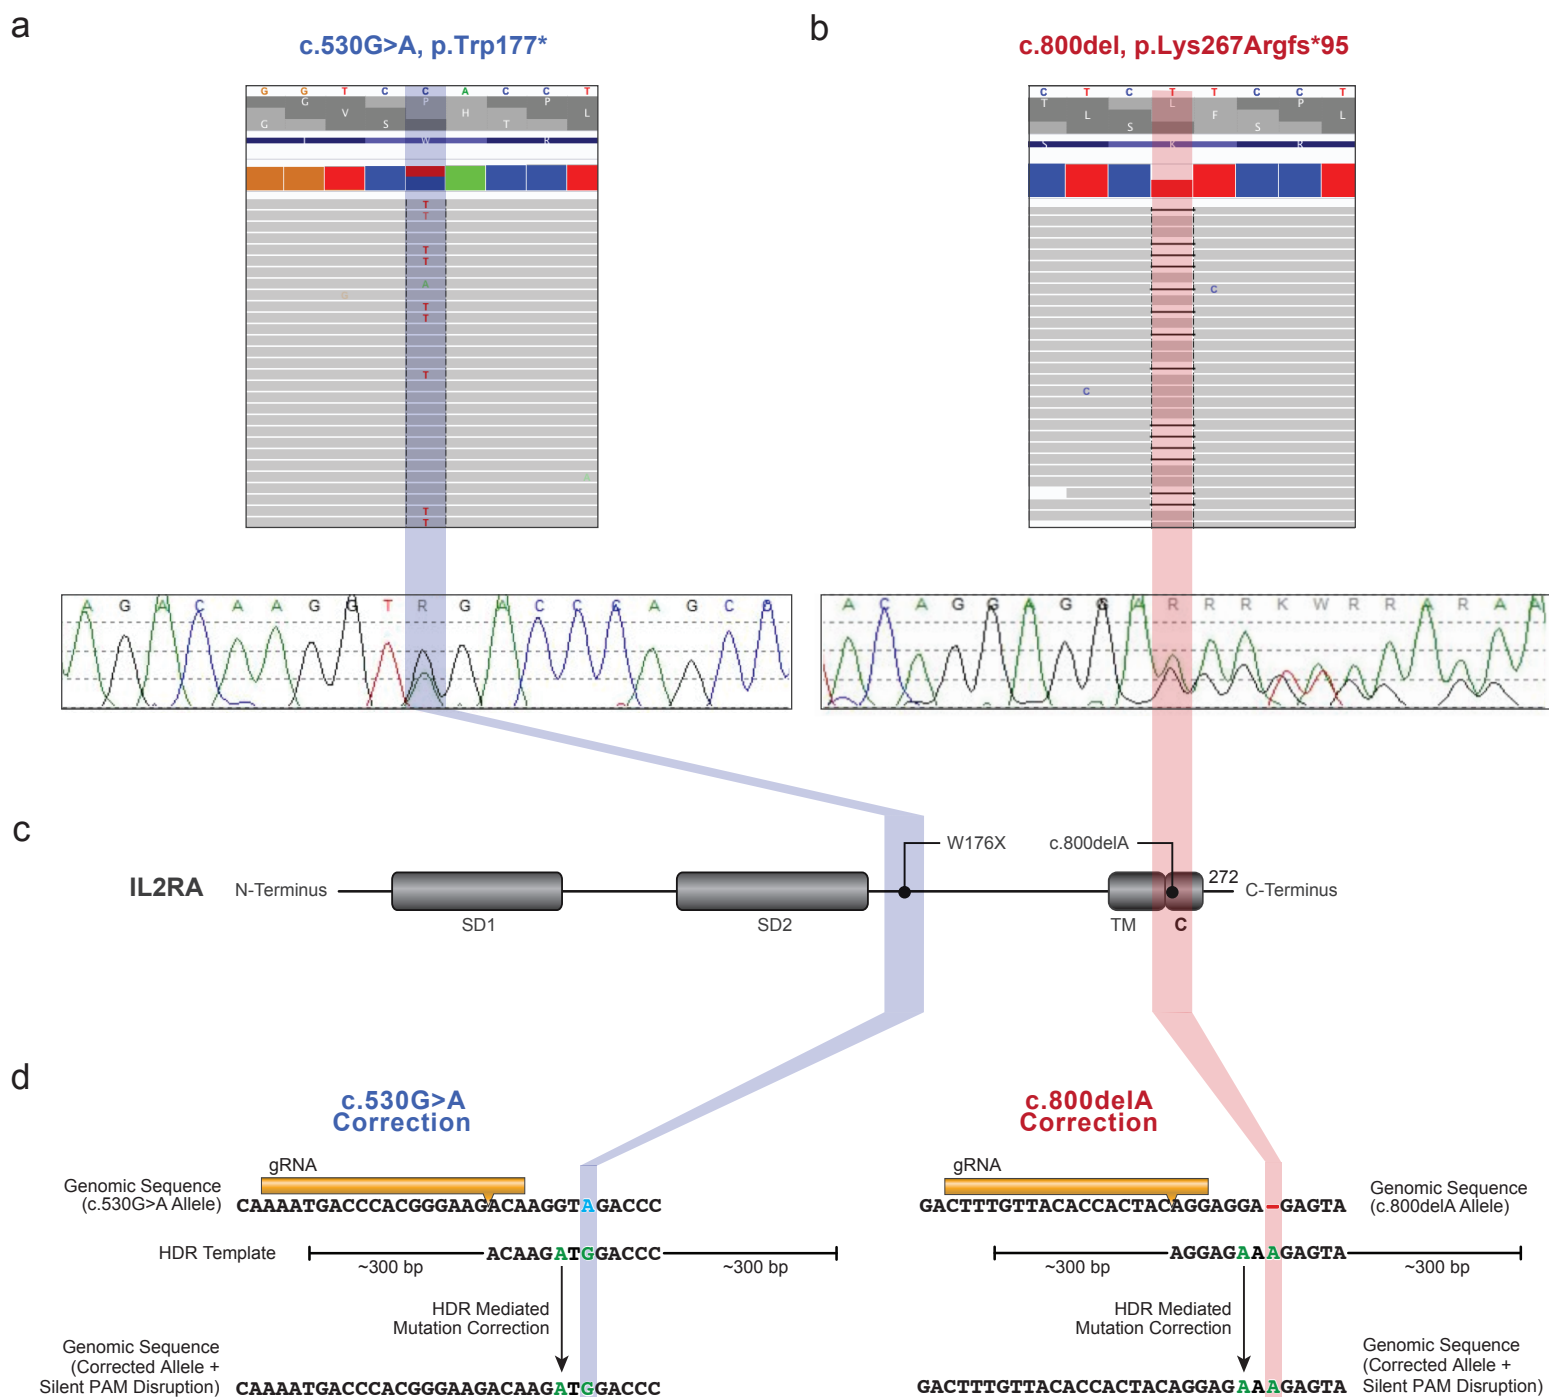 a
c.530G>A, p.Trp177*
G G T C C A C C T
G P P
V H L
G S T
W R
T
T
T
T
A
G
T
T
T
A
T
T
A G A C A A G G T R G A C C C A G C C
b
c.800del, p.Lys267Argfs*95
C T C T T C C T
T L P
L F L
S S
S K R
C
C
A C A G G A G G A R R R K W R R A R A A
c
W176X
c.800delA
IL2RA
N-Terminus
272
C-Terminus
SD1
SD2
TM
C
d
c.530G>A
Correction
gRNA
Genomic Sequence
(c.530G>A Allele)
CAAAATGACCCACGGGAAGACAAGGTAGACCC
HDR Template
ACAAGATGGACCC
~300 bp
~300 bp
HDR Mediated
Mutation Correction
Genomic Sequence
(Corrected Allele +
Silent PAM Disruption)
CAAAATGACCCACGGGAAGACAAGATGGACCC
c.800delA
Correction
gRNA
GACTTTGTTACACCACTACAGGAGGA-GAGTA
Genomic Sequence
(c.800delA Allele)
AGGAGAAAGAGTA
~300 bp
~300 bp
HDR Mediated
Mutation Correction
GACTTTGTTACACCACTACAGGAGAAAGAGTA
Genomic Sequence
(Corrected Allele +
Silent PAM Disruption)